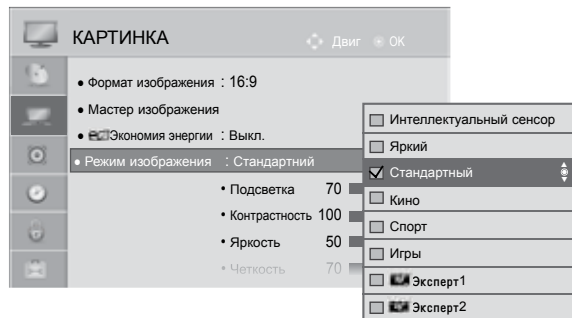 КАРТИНКА
Двиг ОК
• Формат изображения : 16:9
• Мастер изображения
• Экономия энергии : Выкл.
• Режим изображения : Стандартний
• Подсветка 70
• Контрастность 100
• Яркость 50
• Четкость 70
Интеллектуальный сенсор
Яркий
Стандартный
Кино
Спорт
Игры
Эксперт1
Эксперт2